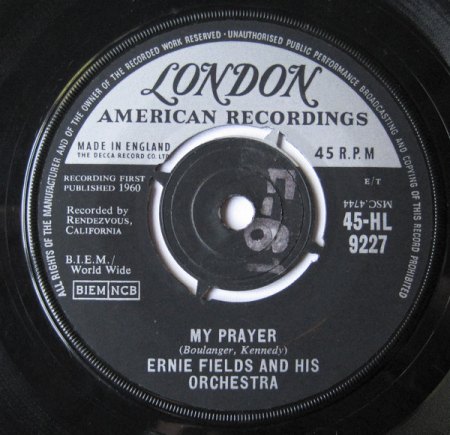 ALL RIGHTS OF THE MANUFACTURER AND OF THE OWNER OF THE RECORDED WORK RESERVED · UNAUTHORISED PUBLIC PERFORMANCE BROADCASTING AND COPYING OF THIS RECORD PROHIBITED
LONDON
AMERICAN RECORDINGS
MADE IN ENGLAND
THE DECCA RECORD CO. LTD
45 R.P.M
RECORDING FIRST
PUBLISHED 1960
E/T
MSC.4744
Recorded by
RENDEZVOUS,
CALIFORNIA
45-HL
9227
B.I.E.M./
World Wide
BIEM NCB
MY PRAYER
(Boulanger, Kennedy)
ERNIE FIELDS AND HIS
ORCHESTRA